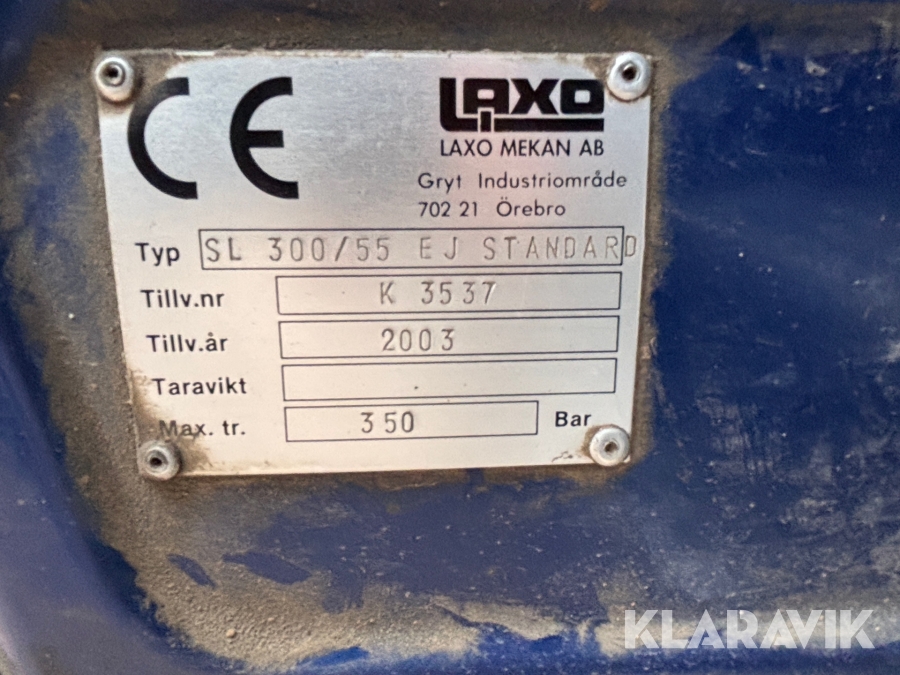 CE
LAXO
LAXO MEKAN AB
Gryt Industriområde
702 21 Örebro
Typ SL 300/55 EJ STANDARD
Tillv.nr K 3537
Tillv.år 2003
Taravikt
Max. tr. 350 Bar
KLARAVIK